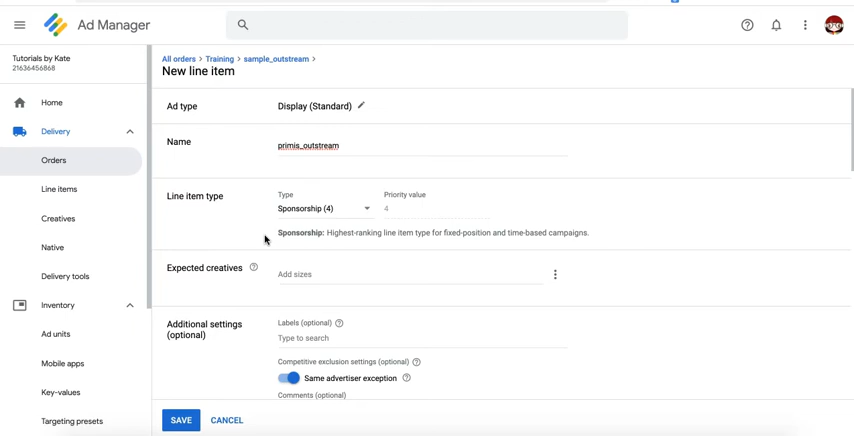 Ad Manager
Tutorials by Kate
21636456868
Home
Delivery
Orders
Line items
Creatives
Native
Delivery tools
Inventory
Ad units
Mobile apps
Key-values
Targeting presets
All orders > Training > sample_outstream >
New line item
Ad type
Display (Standard)
Name
primis_outstream
Line item type
Type
Priority value
Sponsorship (4)
4
Sponsorship: Highest-ranking line item type for fixed-position and time-based campaigns.
Expected creatives
Add sizes
Additional settings
(optional)
Labels (optional)
Type to search
Competitive exclusion settings (optional)
Same advertiser exception
Comments (optional)
SAVE
CANCEL